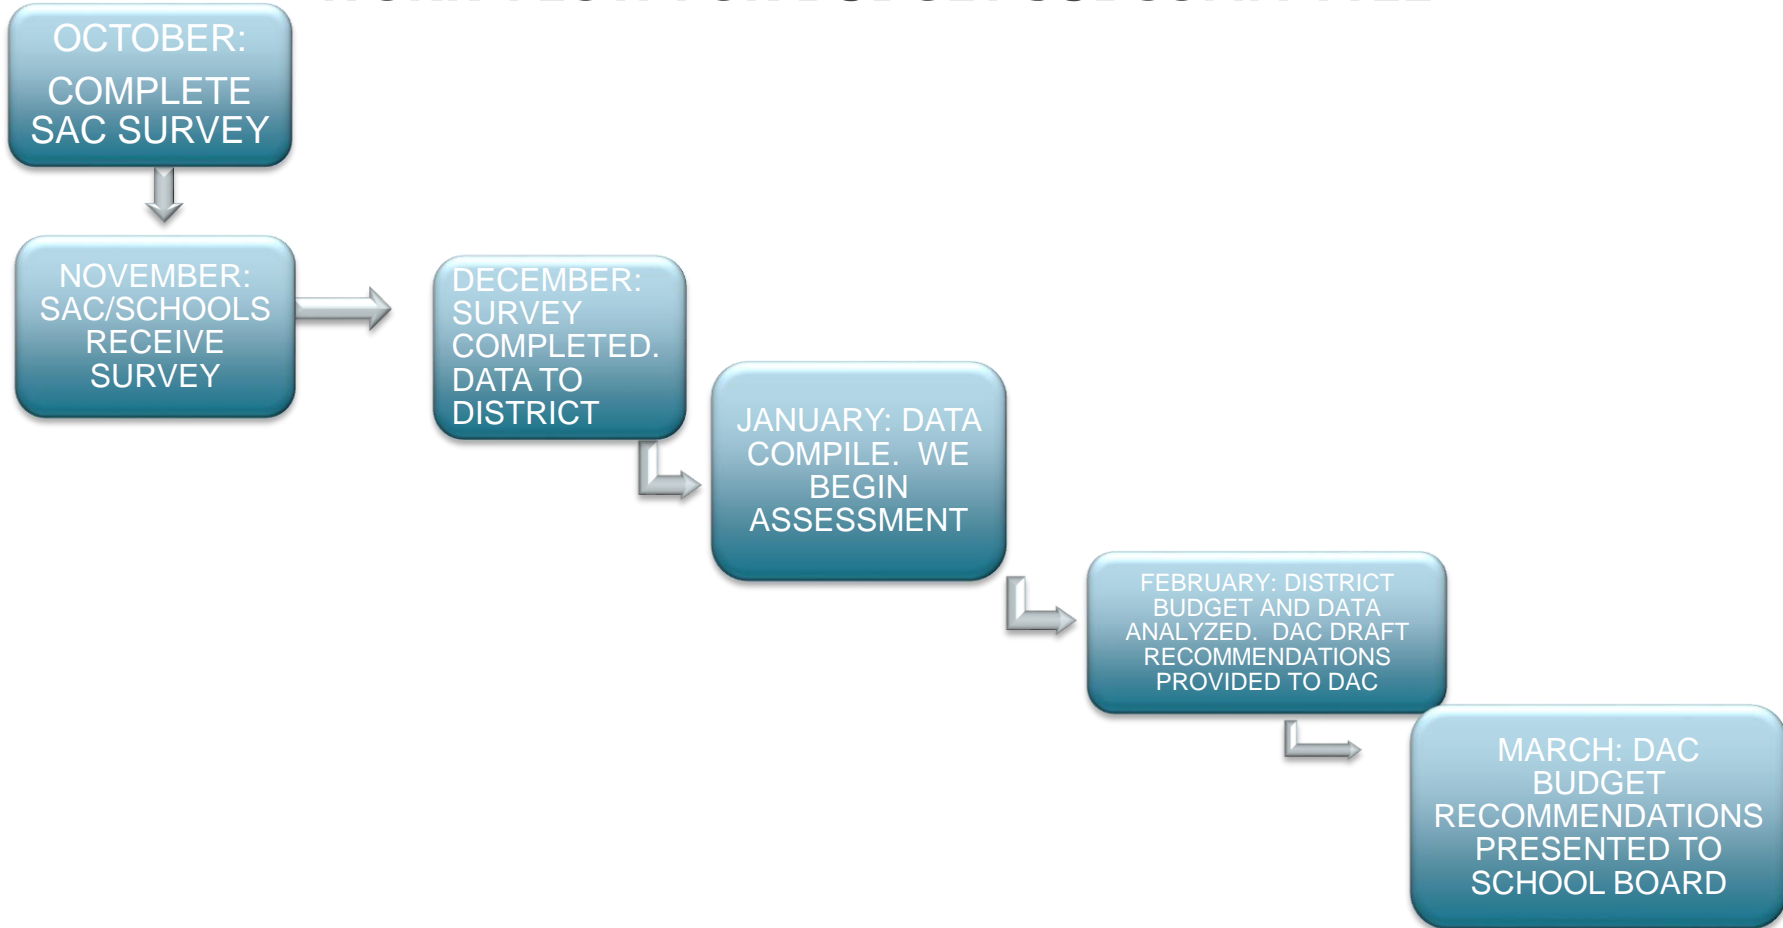 OCTOBER:
COMPLETE
SAC SURVEY
NOVEMBER:
SAC/SCHOOLS
RECEIVE
SURVEY
DECEMBER:
SURVEY
COMPLETED.
DATA TO
DISTRICT
JANUARY: DATA
COMPILE. WE
BEGIN
ASSESSMENT
FEBRUARY: DISTRICT
BUDGET AND DATA
ANALYZED. DAC DRAFT
RECOMMENDATIONS
PROVIDED TO DAC
MARCH: DAC
BUDGET
RECOMMENDATIONS
PRESENTED TO
SCHOOL BOARD